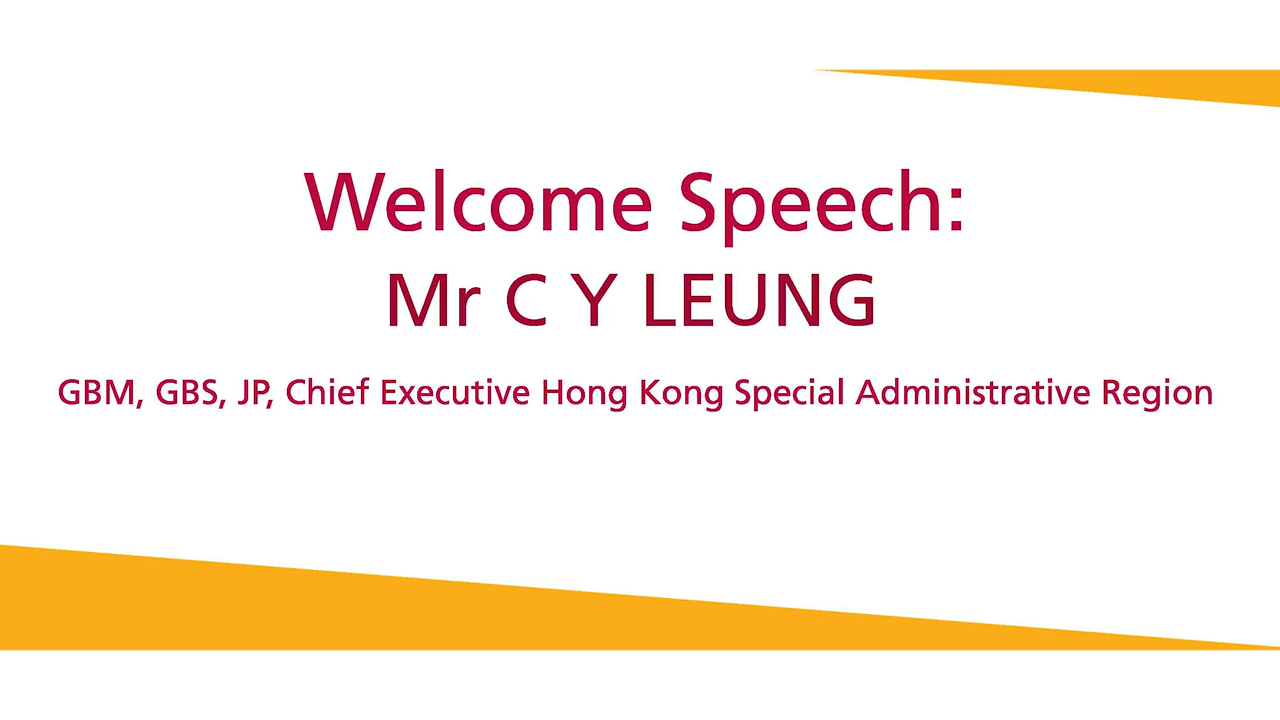 Welcome Speech:
Mr C Y LEUNG
GBM, GBS, JP, Chief Executive Hong Kong Special Administrative Region